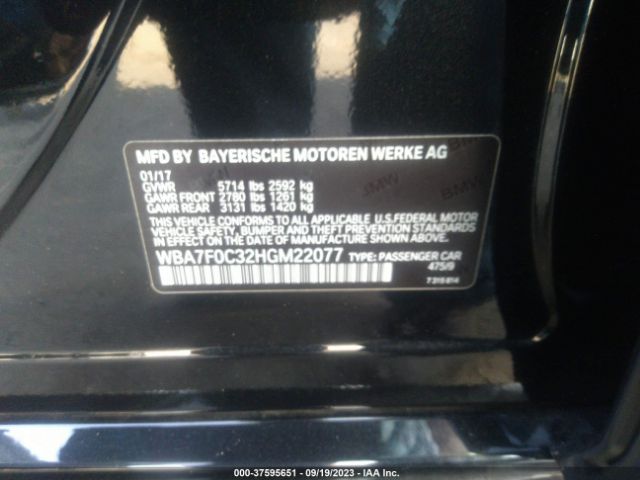 MFD BY BAYERISCHE MOTOREN WERKE AG
01/17
GVWR 5714 lbs 2592 kg
GAWR FRONT 2780 lbs 1261 kg
GAWR REAR 3131 lbs 1420 kg
THIS VEHICLE CONFORMS TO ALL APPLICABLE U.S.FEDERAL MOTOR
VEHICLE SAFETY, BUMPER, AND THEFT PREVENTION STANDARDS
IN EFFECT ON THE DATE OF MANUFACTURE SHOWN ABOVE.
WBA7F0C32HGM22077 TYPE: PASSENGER CAR
475/9
7 315 614
000-37595651 - 09/19/2023 - IAA Inc.